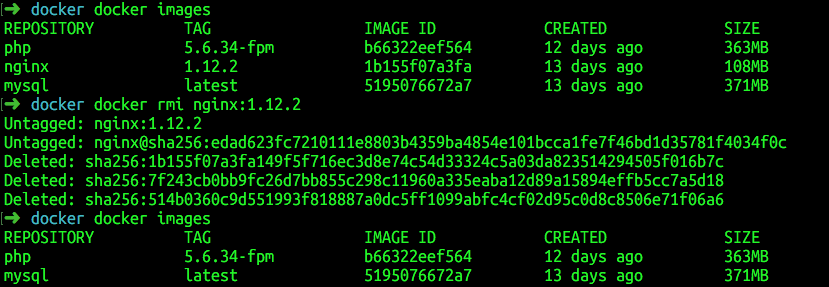 ➜ docker docker images
REPOSITORY TAG IMAGE ID CREATED SIZE
php 5.6.34-fpm b66322eef564 12 days ago 363MB
nginx 1.12.2 1b155f07a3fa 13 days ago 108MB
mysql latest 5195076672a7 13 days ago 371MB
➜ docker docker rmi nginx:1.12.2
Untagged: nginx:1.12.2
Untagged: nginx@sha256:edad623fc7210111e8803b4359ba4854e101bcca1fe7f46bd1d35781f4034f0c
Deleted: sha256:1b155f07a3fa149f5f716ec3d8e74c54d33324c5a03da823514294505f016b7c
Deleted: sha256:7f243cb0bb9fc26d7bb855c298c11960a335eaba12d89a15894effb5cc7a5d18
Deleted: sha256:514b0360c9d551993f818887a0dc5ff1099abfc4cf02d95c0d8c8506e71f06a6
➜ docker docker images
REPOSITORY TAG IMAGE ID CREATED SIZE
php 5.6.34-fpm b66322eef564 12 days ago 363MB
mysql latest 5195076672a7 13 days ago 371MB